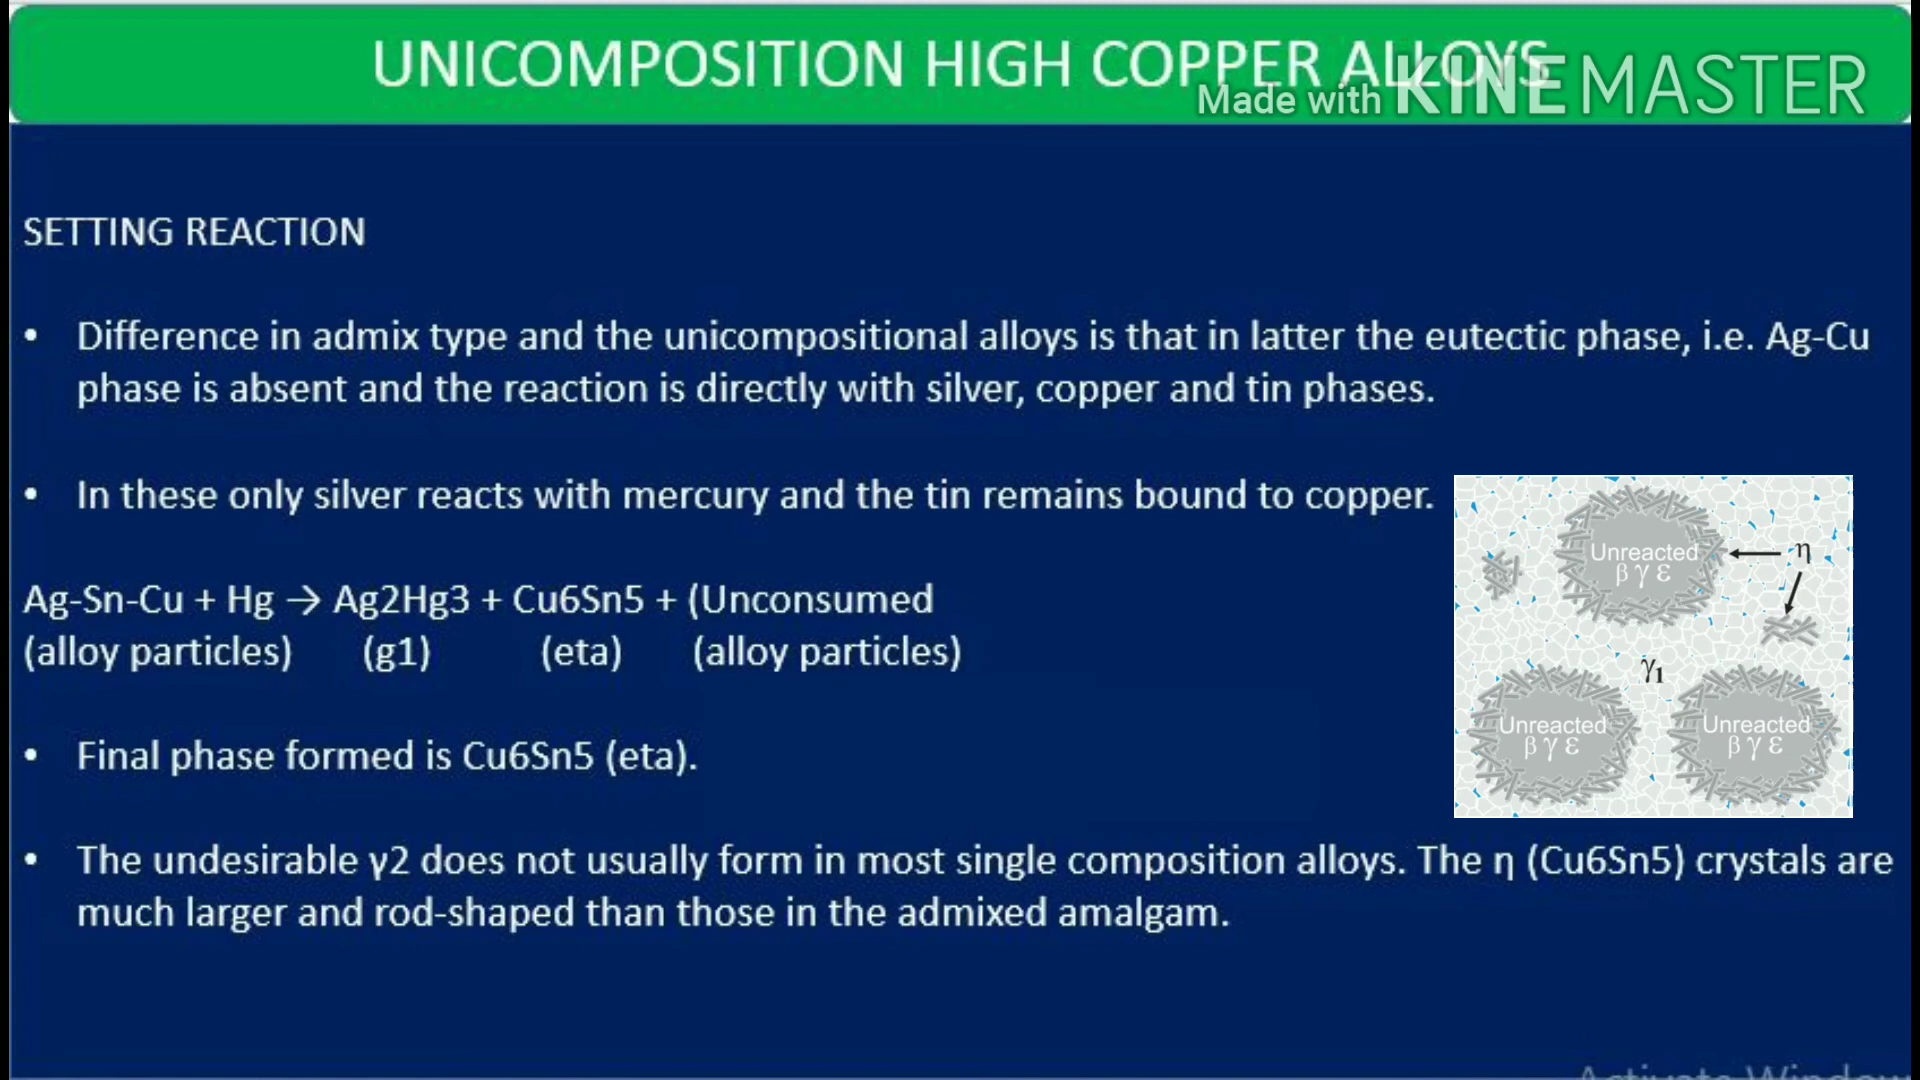 UNICOMPOSITION HIGH COPPER ALLOYS
Made with KINEMASTER
SETTING REACTION
• Difference in admix type and the unicompositional alloys is that in latter the eutectic phase, i.e. Ag-Cu
phase is absent and the reaction is directly with silver, copper and tin phases.
• In these only silver reacts with mercury and the tin remains bound to copper.
Ag-Sn-Cu + Hg → Ag2Hg3 + Cu6Sn5 + (Unconsumed
(alloy particles) (g1) (eta) (alloy particles)
• Final phase formed is Cu6Sn5 (eta).
• The undesirable γ2 does not usually form in most single composition alloys. The η (Cu6Sn5) crystals are
much larger and rod-shaped than those in the admixed amalgam.
Unreacted
β γ ε
η
γ1
Unreacted
β γ ε
Unreacted
β γ ε
Activate Window